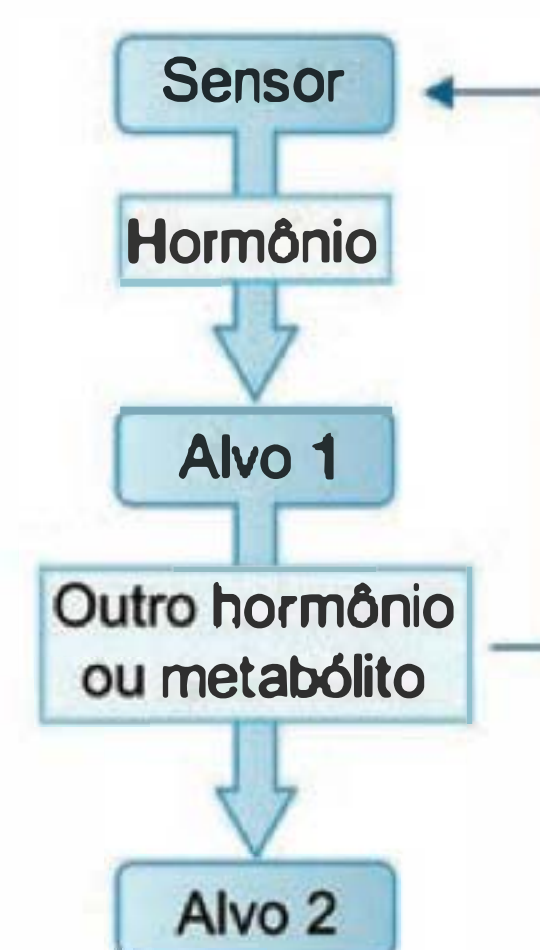 Sensor
Hormônio
Alvo 1
Outro hormônio
ou metabólito
Alvo 2